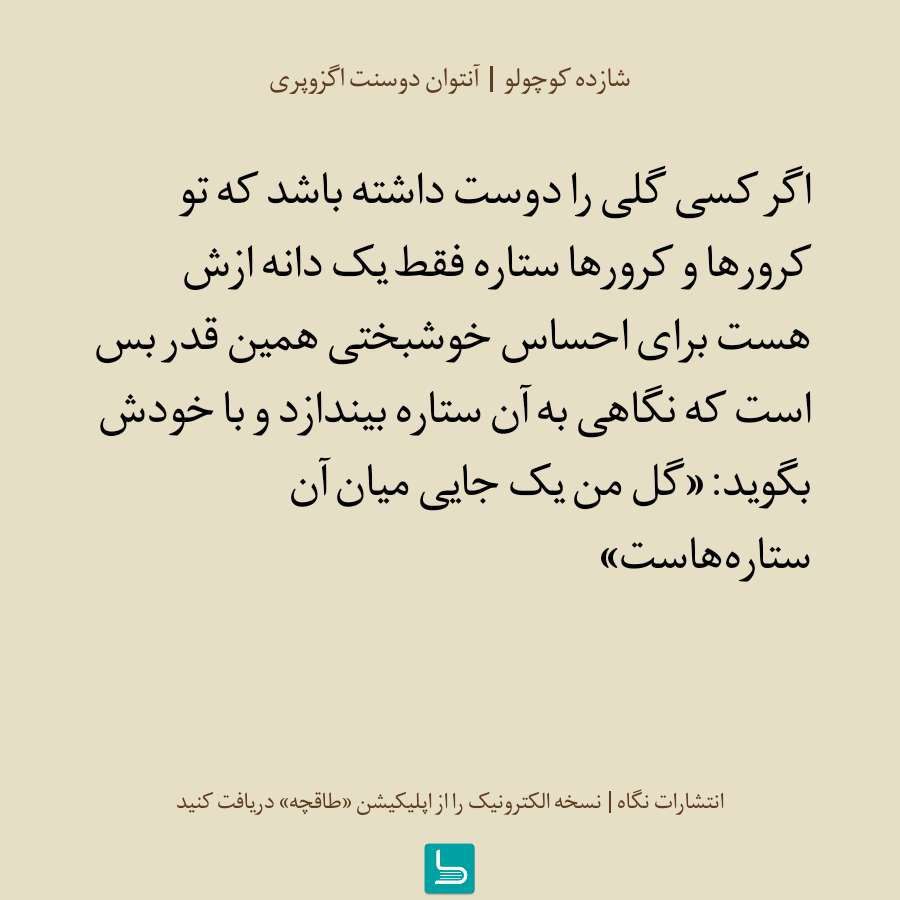 شازده کوچولو | آنتوان دوسنت اگزوپری
اگر کسی گلی را دوست داشته باشد که تو
کرورها و کرورها ستاره فقط یک دانه ازش
هست برای احساس خوشبختی همین قدر بس
است که نگاهی به آن ستاره بیندازد و با خودش
بگوید: «گل من یک جایی میان آن
ستاره‌هاست»
انتشارات نگاه | نسخه الکترونیک را از اپلیکیشن «طاقچه» دریافت کنید